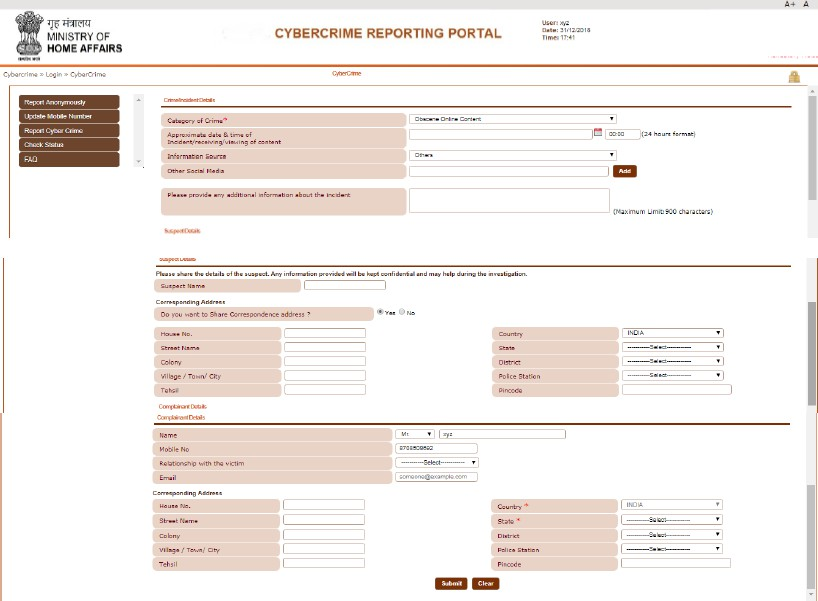 A+ A
गृह मंत्रालय
MINISTRY OF
HOME AFFAIRS
CYBERCRIME REPORTING PORTAL
User: xyz
Date: 31/12/2018
Time: 17:41
Cybercrime » Login » CyberCrime
CyberCrime
Report Anonymously
Update Mobile Number
Report Cyber Crime
Check Status
FAQ
Crime/Incident Details
Category of Crime* Obscene Online Content
Approximate date & time of
Incident/receiving/viewing of content 00:00 (24 hours format)
Information Source Others
Other Social Media Add
Please provide any additional information about the incident
(Maximum Limit:900 characters)
Suspect Details
Suspect Details
Please share the details of the suspect. Any information provided will be kept confidential and may help during the investigation.
Suspect Name
Corresponding Address
Do you want to Share Correspondence address ? Yes No
House No. Country INDIA
Street Name State -----------Select-----------
Colony District -----------Select-----------
Village / Town/ City Police Station -----------Select-----------
Tehsil Pincode
Complainant Details
Complainant Details
Name Mr. xyz
Mobile No
Relationship with the victim -----------Select-----------
Email someone@example.com
Corresponding Address
House No. Country * INDIA
Street Name State * -----------Select-----------
Colony District -----------Select-----------
Village / Town/ City Police Station -----------Select-----------
Tehsil Pincode
Submit Clear